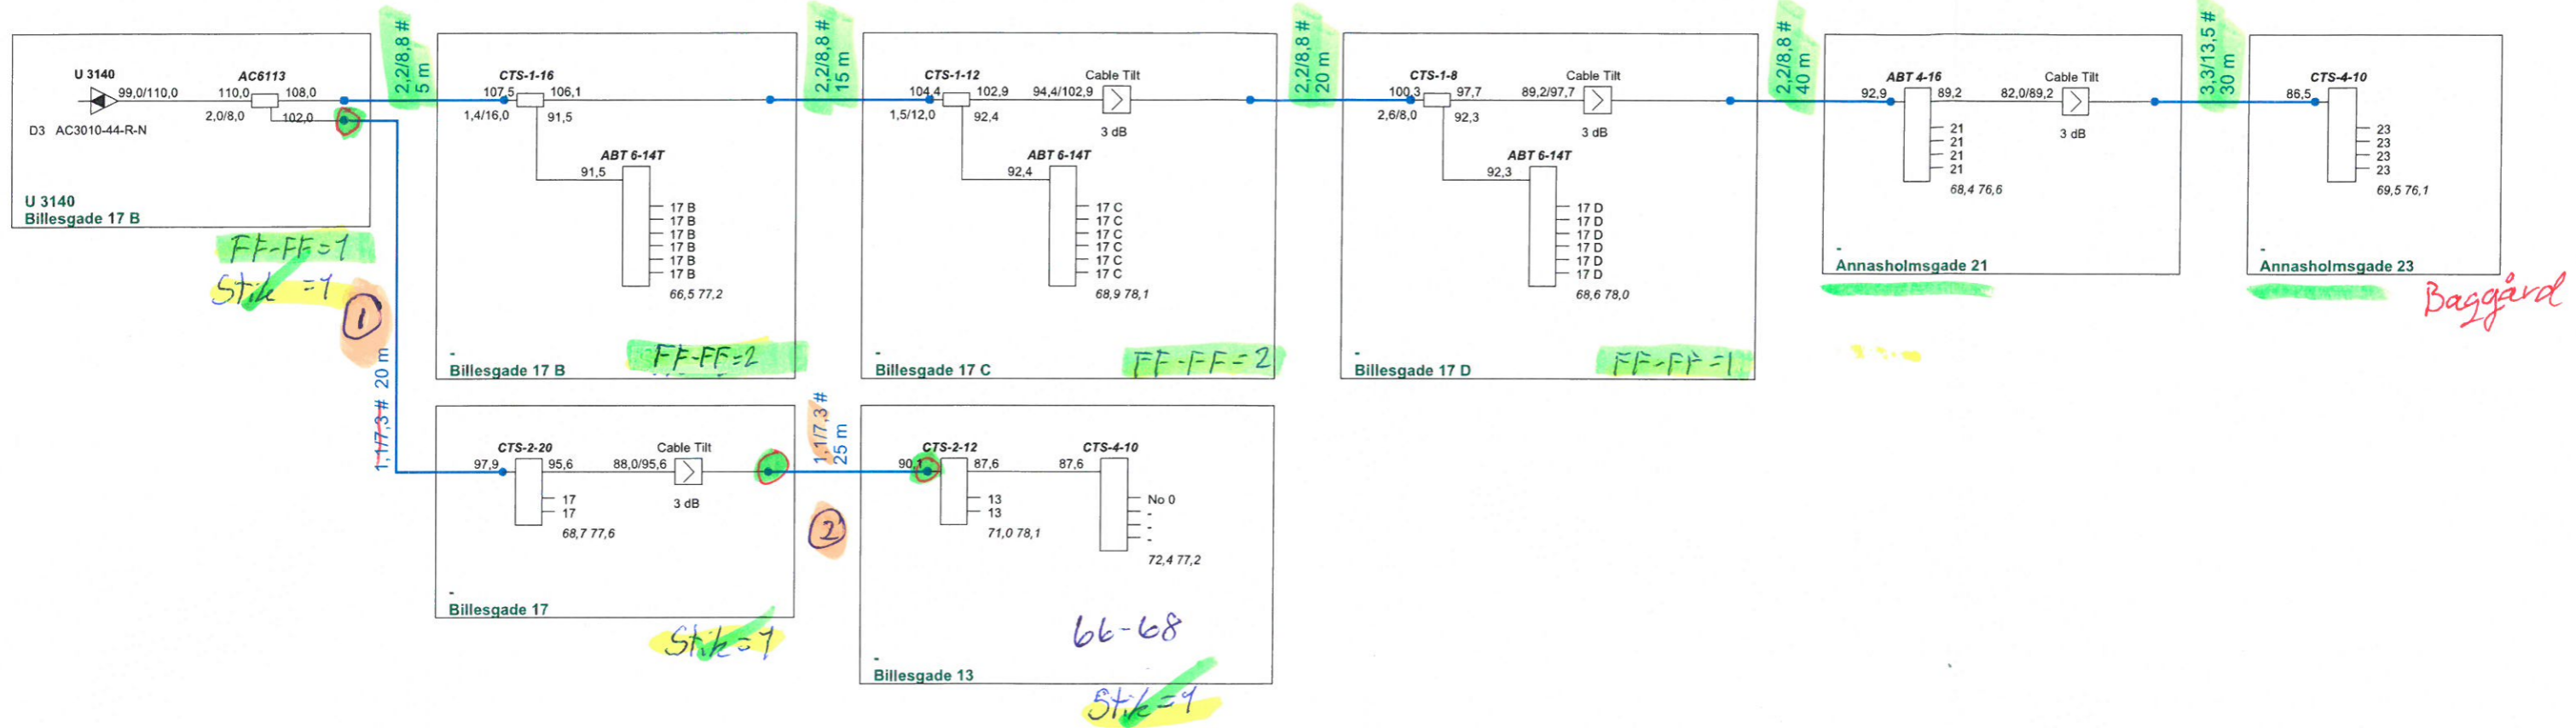 U 3140
99,0/110,0
D3 AC3010-44-R-N
AC6113
110,0
108,0
2,0/8,0
102,0
U 3140
Billesgade 17 B
FF-FF=1
Stik =1
1
2,2/8,8 #
5 m
CTS-1-16
107,5
106,1
1,4/16,0
91,5
ABT 6-14T
91,5
17 B
17 B
17 B
17 B
17 B
17 B
66,5 77,2
-
Billesgade 17 B
FF-FF=2
2,2/8,8 #
15 m
CTS-1-12
104,4
102,9
94,4/102,9
Cable Tilt
3 dB
1,5/12,0
92,4
ABT 6-14T
92,4
17 C
17 C
17 C
17 C
17 C
17 C
68,9 78,1
-
Billesgade 17 C
FF-FF=2
2,2/8,8 #
20 m
CTS-1-8
100,3
97,7
89,2/97,7
Cable Tilt
3 dB
2,6/8,0
92,3
ABT 6-14T
92,3
17 D
17 D
17 D
17 D
17 D
17 D
68,6 78,0
-
Billesgade 17 D
FF-FF=1
2,2/8,8 #
40 m
ABT 4-16
92,9
89,2
82,0/89,2
Cable Tilt
3 dB
21
21
21
21
68,4 76,6
-
Annasholmsgade 21
3,3/13,5 #
30 m
CTS-4-10
86,5
23
23
23
23
69,5 76,1
-
Annasholmsgade 23
Baggård
1,1/7,3 # 20 m
CTS-2-20
97,9
95,6
88,0/95,6
Cable Tilt
3 dB
17
17
68,7 77,6
-
Billesgade 17
Stik=1
1,1/7,3 #
25 m
2
CTS-2-12
90,1
87,6
13
13
71,0 78,1
CTS-4-10
87,6
No 0
-
-
-
72,4 77,2
66-68
-
Billesgade 13
Stik=1